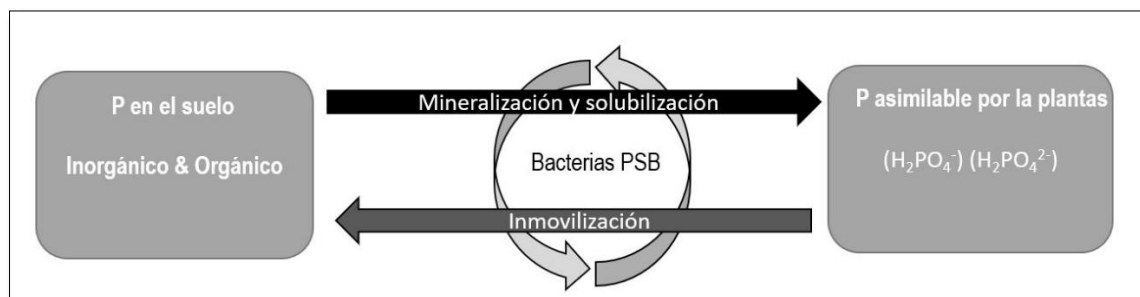 P en el suelo
Inorgánico & Orgánico
Mineralización y solubilización
Bacterias PSB
Inmovilización
P asimilable por la plantas
(H₂PO₄⁻) (H₂PO₄²⁻)